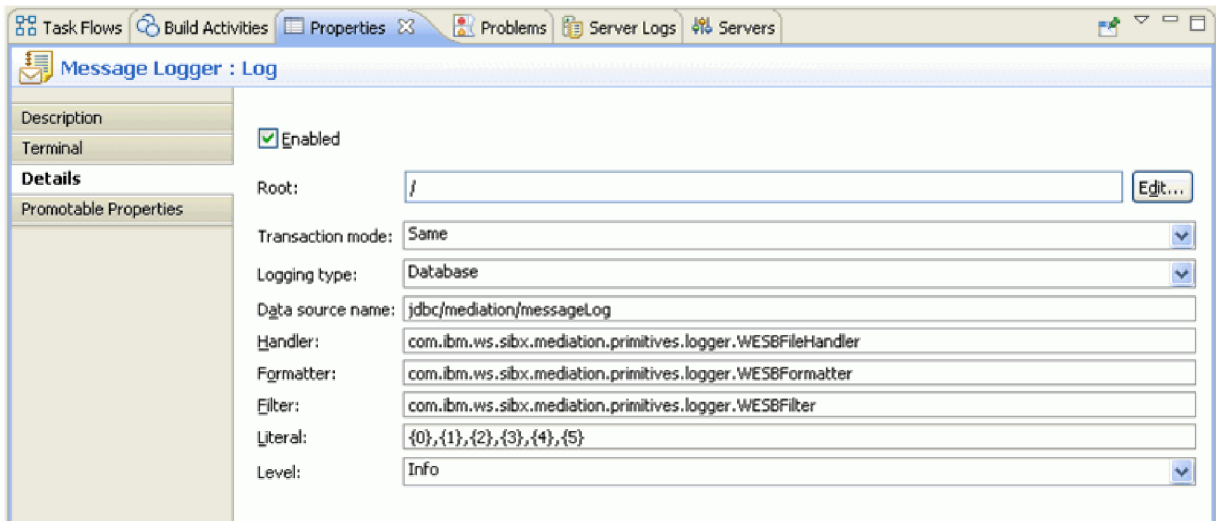 Task Flows Build Activities Properties Problems Server Logs Servers
Message Logger : Log
Description
Terminal
Details
Promotable Properties
Enabled
Root: / Edit...
Transaction mode: Same
Logging type: Database
Data source name: jdbc/mediation/messageLog
Handler: com.ibm.ws.sibx.mediation.primitives.logger.WESBFileHandler
Formatter: com.ibm.ws.sibx.mediation.primitives.logger.WESBFormatter
Filter: com.ibm.ws.sibx.mediation.primitives.logger.WESBFilter
Literal: {0},{1},{2},{3},{4},{5}
Level: Info